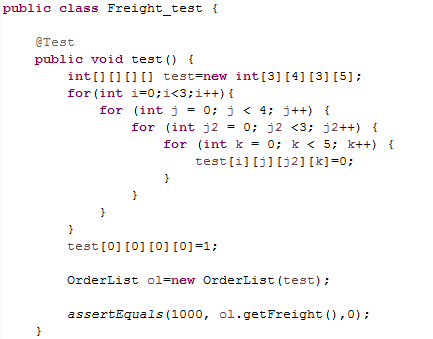 public class Freight_test {
@Test
public void test() {
int[][][][] test=new int[3][4][3][5];
for(int i=0;i<3;i++){
for (int j = 0; j < 4; j++) {
for (int j2 = 0; j2 <3; j2++) {
for (int k = 0; k < 5; k++) {
test[i][j][j2][k]=0;
}
}
}
}
test[0][0][0][0]=1;
OrderList ol=new OrderList(test);
assertEquals(1000, ol.getFreight(),0);
}